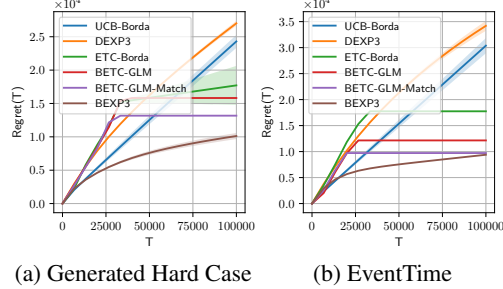 ×10⁴
2.5
2.0
1.5
1.0
0.5
0.0
Regret(T)
UCB-Borda
DEXP3
ETC-Borda
BETC-GLM
BETC-GLM-Match
BEXP3
0 25000 50000 75000 100000
T
(a) Generated Hard Case
×10⁴
3.5
3.0
2.5
2.0
1.5
1.0
0.5
0.0
Regret(T)
UCB-Borda
DEXP3
ETC-Borda
BETC-GLM
BETC-GLM-Match
BEXP3
0 25000 50000 75000 100000
T
(b) EventTime